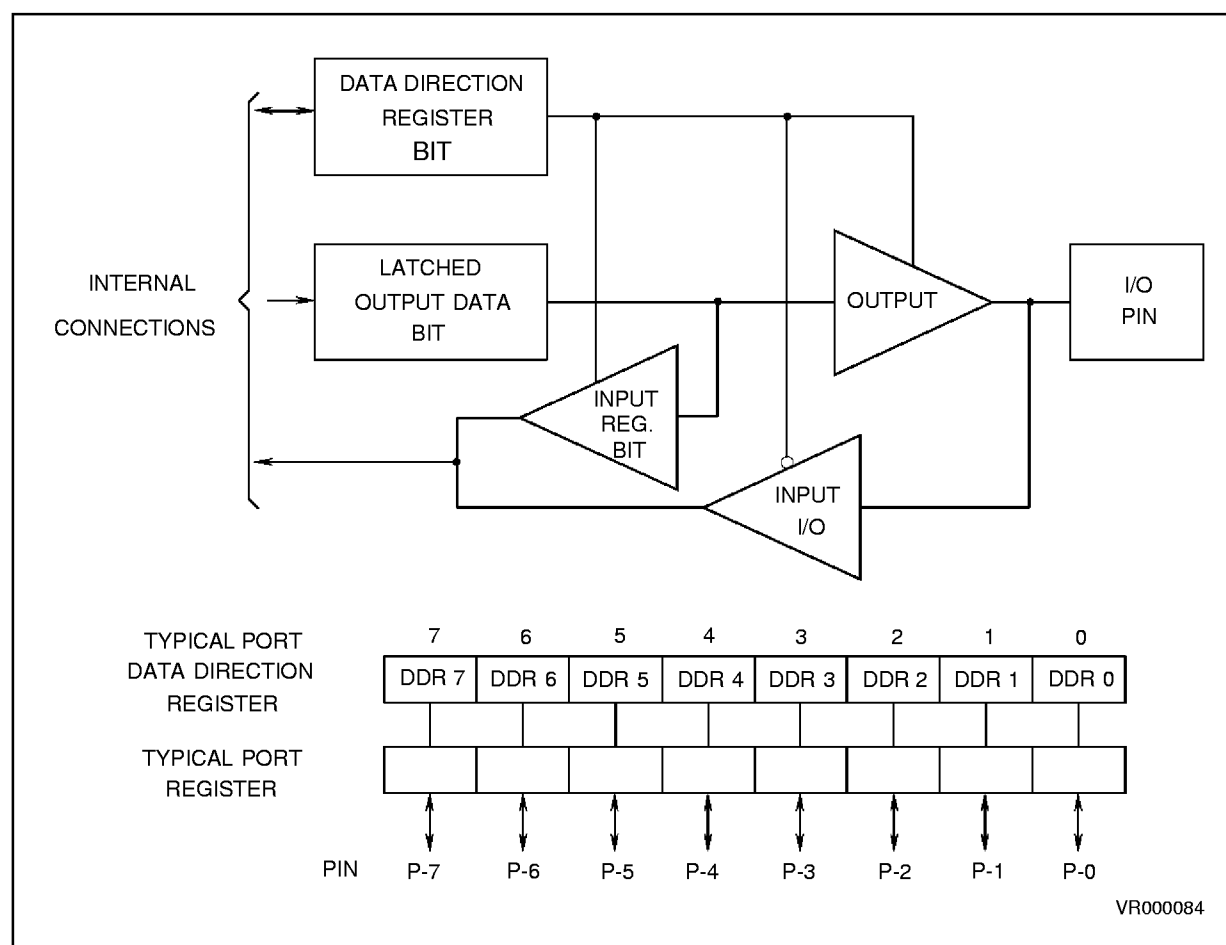 DATA DIRECTION
REGISTER
BIT
LATCHED
OUTPUT DATA
BIT
INTERNAL
CONNECTIONS
OUTPUT
I/O
PIN
INPUT
REG.
BIT
INPUT
I/O
TYPICAL PORT
DATA DIRECTION
REGISTER
7 6 5 4 3 2 1 0
DDR 7 DDR 6 DDR 5 DDR 4 DDR 3 DDR 2 DDR 1 DDR 0
TYPICAL PORT
REGISTER
PIN P-7 P-6 P-5 P-4 P-3 P-2 P-1 P-0
VR000084